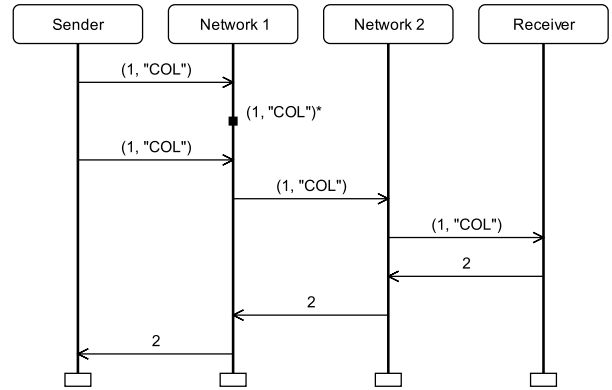 Sender Network 1 Network 2 Receiver
(1, "COL")
(1, "COL")*
(1, "COL")
(1, "COL")
(1, "COL")
2
2
2